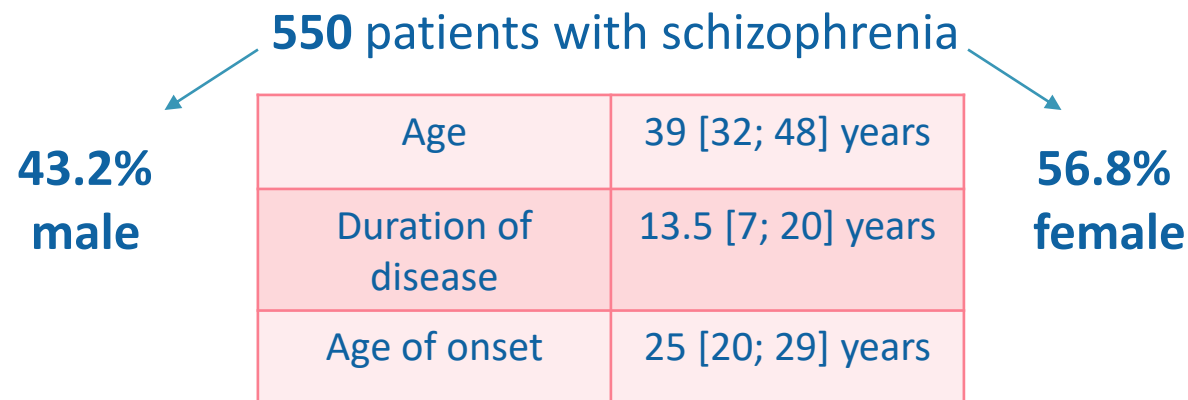 550 patients with schizophrenia
43.2%
male
Age
39 [32; 48] years
Duration of
disease
13.5 [7; 20] years
Age of onset
25 [20; 29] years
56.8%
female